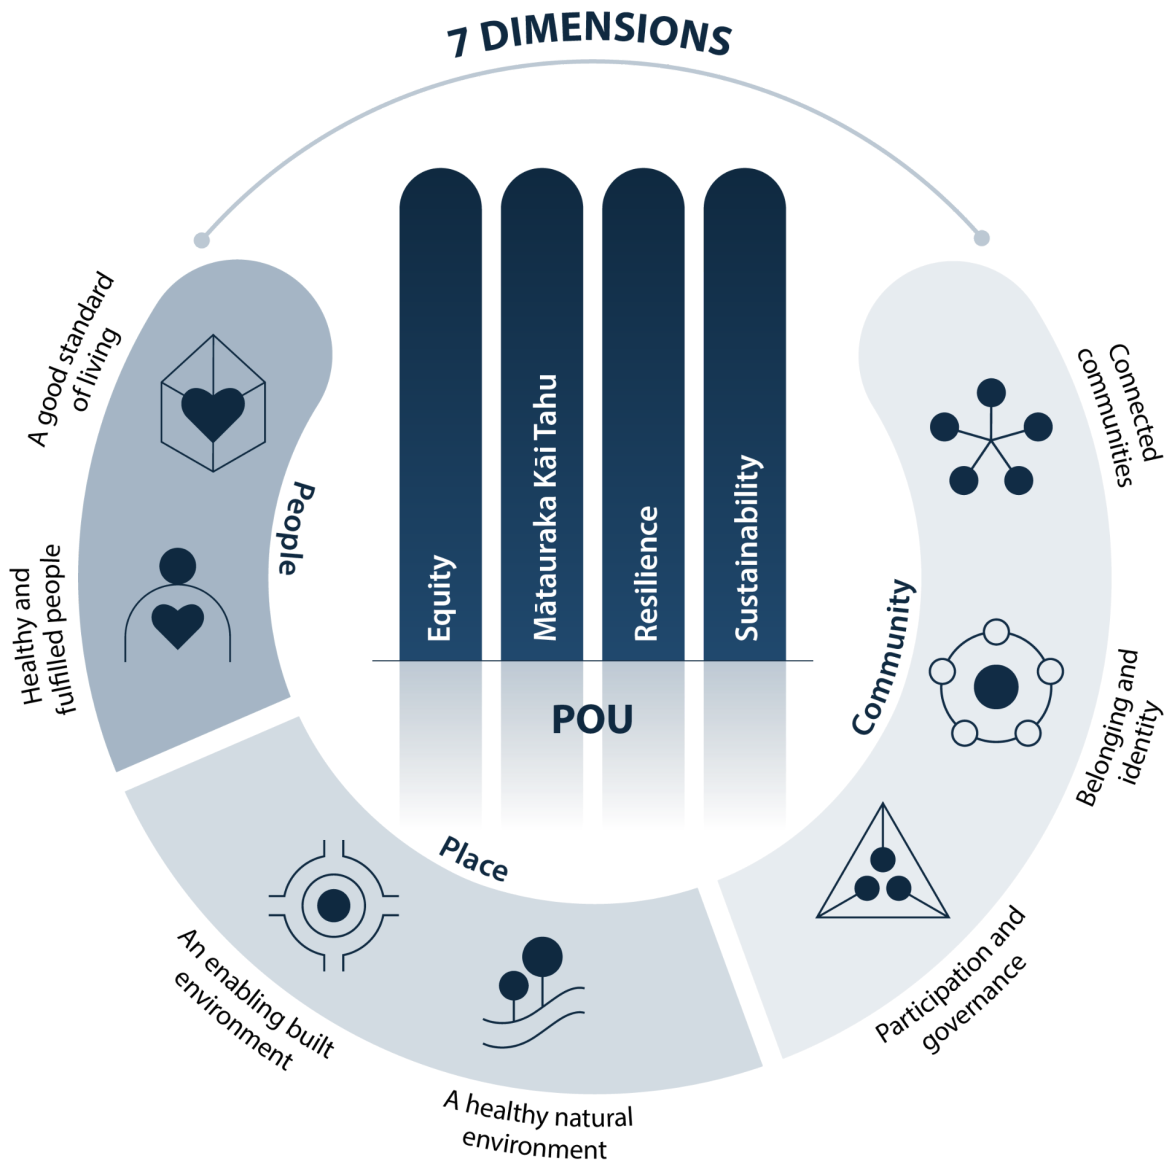 7 DIMENSIONS
A good standard
of living
Healthy and
fulfilled people
People
Equity
Mātauraka Kāi Tahu
Resilience
Sustainability
POU
Place
An enabling built
environment
A healthy natural
environment
Community
Connected
communities
Belonging and
identity
Participation and
governance